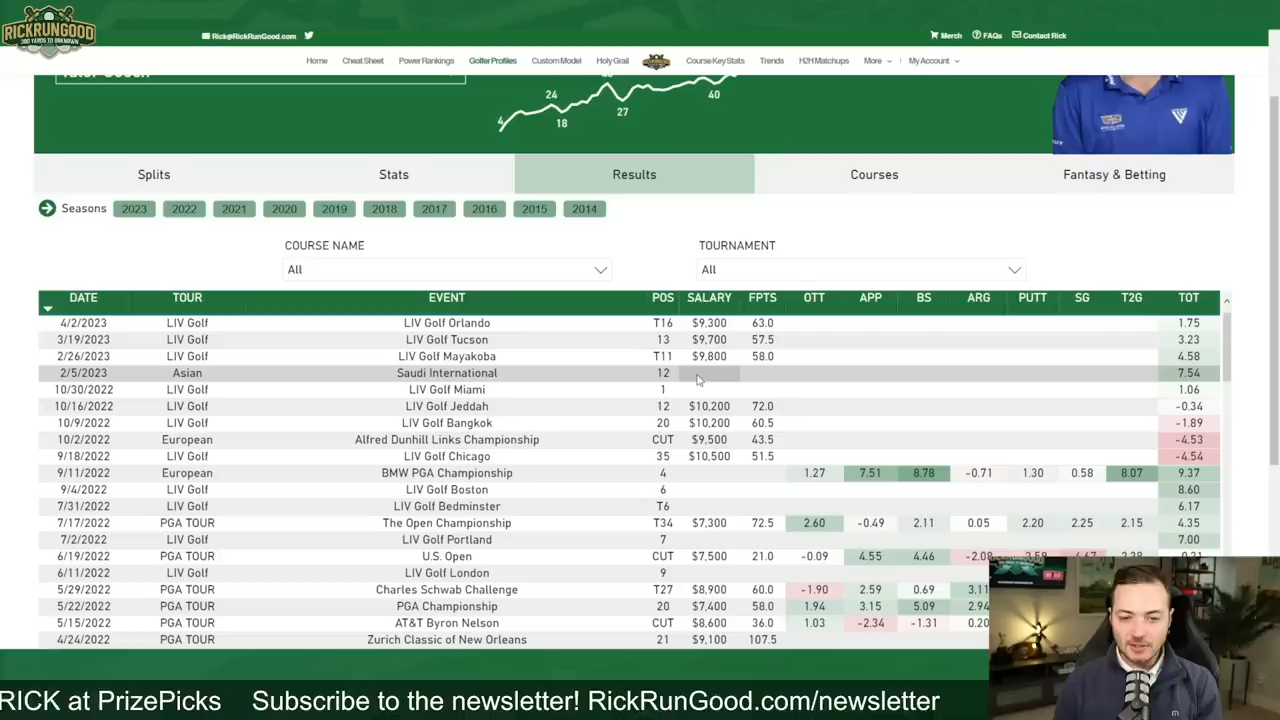 RICKRUNGOOD
300 YARDS TO UNKNOWN
Rick@RickRunGood.com
Merch FAQs Contact Rick
Home Cheat Sheet Power Rankings Golfer Profiles Custom Model Holy Grail Course Key Stats Trends H2H Matchups More My Account
4 24 18 27 40
Splits Stats Results Courses Fantasy & Betting
Seasons 2023 2022 2021 2020 2019 2018 2017 2016 2015 2014
COURSE NAME TOURNAMENT
All All
DATE TOUR EVENT POS SALARY FPTS OTT APP BS ARG PUTT SG T2G TOT
4/2/2023 LIV Golf LIV Golf Orlando T16 $9,300 63.0 1.75
3/19/2023 LIV Golf LIV Golf Tucson 13 $9,700 57.5 3.23
2/26/2023 LIV Golf LIV Golf Mayakoba T11 $9,800 58.0 4.58
2/5/2023 Asian Saudi International 12 7.54
10/30/2022 LIV Golf LIV Golf Miami 1 1.06
10/16/2022 LIV Golf LIV Golf Jeddah 12 $10,200 72.0 -0.34
10/9/2022 LIV Golf LIV Golf Bangkok 20 $10,200 60.5 -1.89
10/2/2022 European Alfred Dunhill Links Championship CUT $9,500 43.5 -4.53
9/18/2022 LIV Golf LIV Golf Chicago 35 $10,500 51.5 -4.54
9/11/2022 European BMW PGA Championship 4 1.27 7.51 8.78 -0.71 1.30 0.58 8.07 9.37
9/4/2022 LIV Golf LIV Golf Boston 6 8.60
7/31/2022 LIV Golf LIV Golf Bedminster T6 6.17
7/17/2022 PGA TOUR The Open Championship T34 $7,300 72.5 2.60 -0.49 2.11 0.05 2.20 2.25 2.15 4.35
7/2/2022 LIV Golf LIV Golf Portland 7 7.00
6/19/2022 PGA TOUR U.S. Open CUT $7,500 21.0 -0.09 4.55 4.46
6/11/2022 LIV Golf LIV Golf London 9
5/29/2022 PGA TOUR Charles Schwab Challenge T27 $8,900 60.0 -1.90 2.59 0.69 3.11
5/22/2022 PGA TOUR PGA Championship 20 $7,400 58.0 1.94 3.15 5.09 2.94
5/15/2022 PGA TOUR AT&T Byron Nelson CUT $8,600 36.0 1.03 -2.34 -1.31 0.20
4/24/2022 PGA TOUR Zurich Classic of New Orleans 21 $9,100 107.5
RICK at PrizePicks Subscribe to the newsletter! RickRunGood.com/newsletter